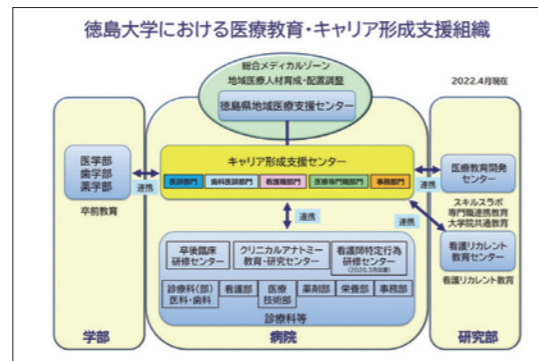 徳島大学における医療教育・キャリア形成支援組織
総合メディカルゾーン
地域医療人材育成・配置調整
徳島県地域医療支援センター
2022.4月現在
医学部
歯学部
薬学部
連携
卒前教育
キャリア形成支援センター
医師部門
歯科医師部門
看護職部門
医療専門職部門
事務部門
連携
医療教育開発
センター
スキルスラボ
専門職連携教育
大学院共通教育
連携
連携
看護リカレント
教育センター
看護リカレント教育
卒後臨床
研修センター
クリニカルアナトミー
教育・研究センター
看護師特定行為
研修センター
診療科(部)
医科・歯科
看護部
医療
技術部
薬剤部
栄養部
事務部
診療科等
学部
病院
研究部